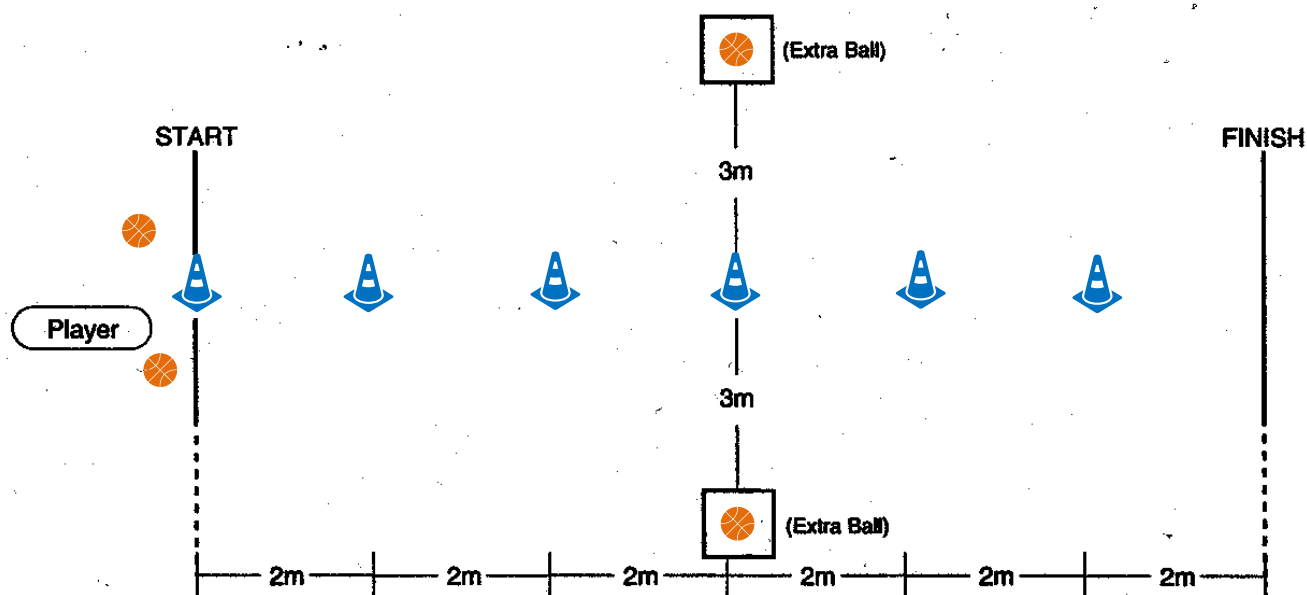 (Extra Ball)
START
FINISH
3m
Player
3m
(Extra Ball)
2m 2m 2m 2m 2m 2m